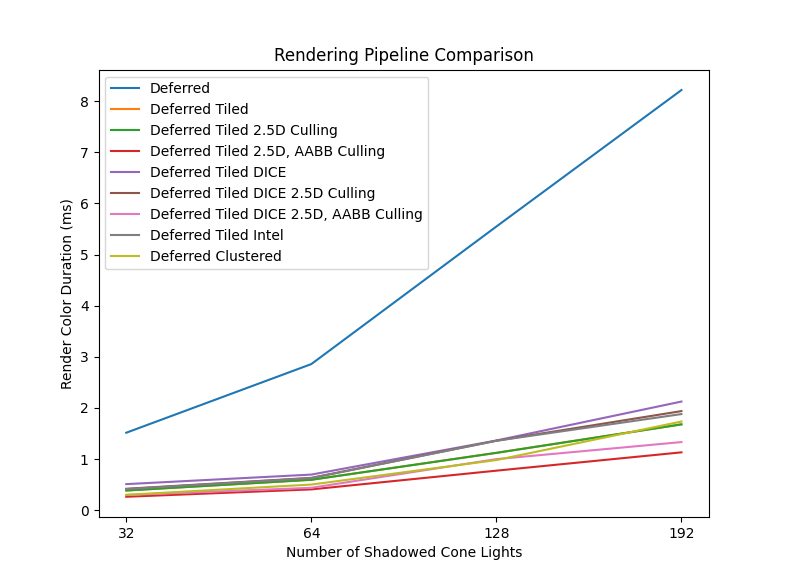 Rendering Pipeline Comparison
Deferred
Deferred Tiled
Deferred Tiled 2.5D Culling
Deferred Tiled 2.5D, AABB Culling
Deferred Tiled DICE
Deferred Tiled DICE 2.5D Culling
Deferred Tiled DICE 2.5D, AABB Culling
Deferred Tiled Intel
Deferred Clustered
Render Color Duration (ms)
8
7
6
5
4
3
2
1
0
32
64
128
192
Number of Shadowed Cone Lights